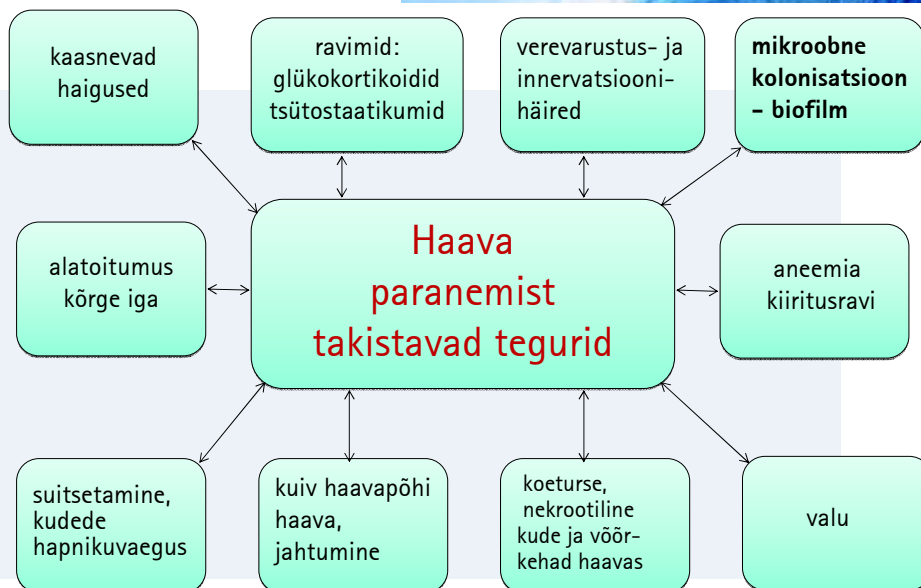 kaasnevad
haigused
ravimid:
glükokortikoidid
tsütostaatikumid
verevarustus- ja
innervatsiooni-
häired
mikroobne
kolonisatsioon
- biofilm
alatoitumus
kõrge iga
Haava
paranemist
takistavad tegurid
aneemia
kiiritusravi
suitsetamine,
kudede
hapnikuvaegus
kuiv haavapõhi
haava,
jahtumine
koeturse,
nekrootiline
kude ja võõr-
kehad haavas
valu